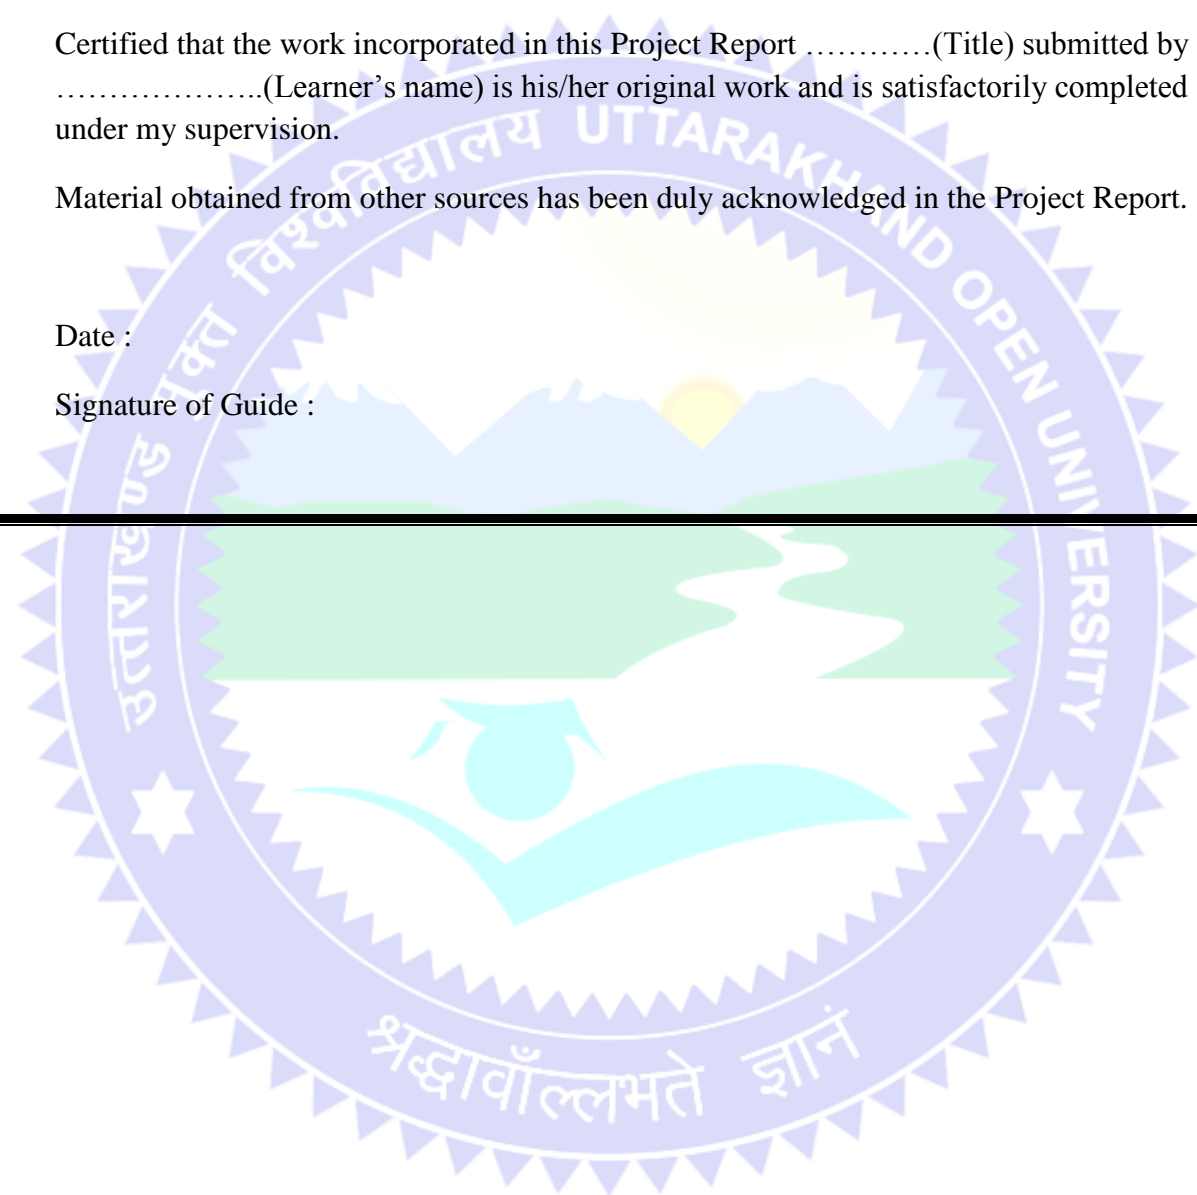 Certified that the work incorporated in this Project Report …………(Title) submitted by
………………..(Learner’s name) is his/her original work and is satisfactorily completed
under my supervision.
Material obtained from other sources has been duly acknowledged in the Project Report.
Date :
Signature of Guide :
उत्तराखण्ड मुक्त विश्वविद्यालय UTTARAKHAND OPEN UNIVERSITY
श्रद्धावाँल्लभते ज्ञानं